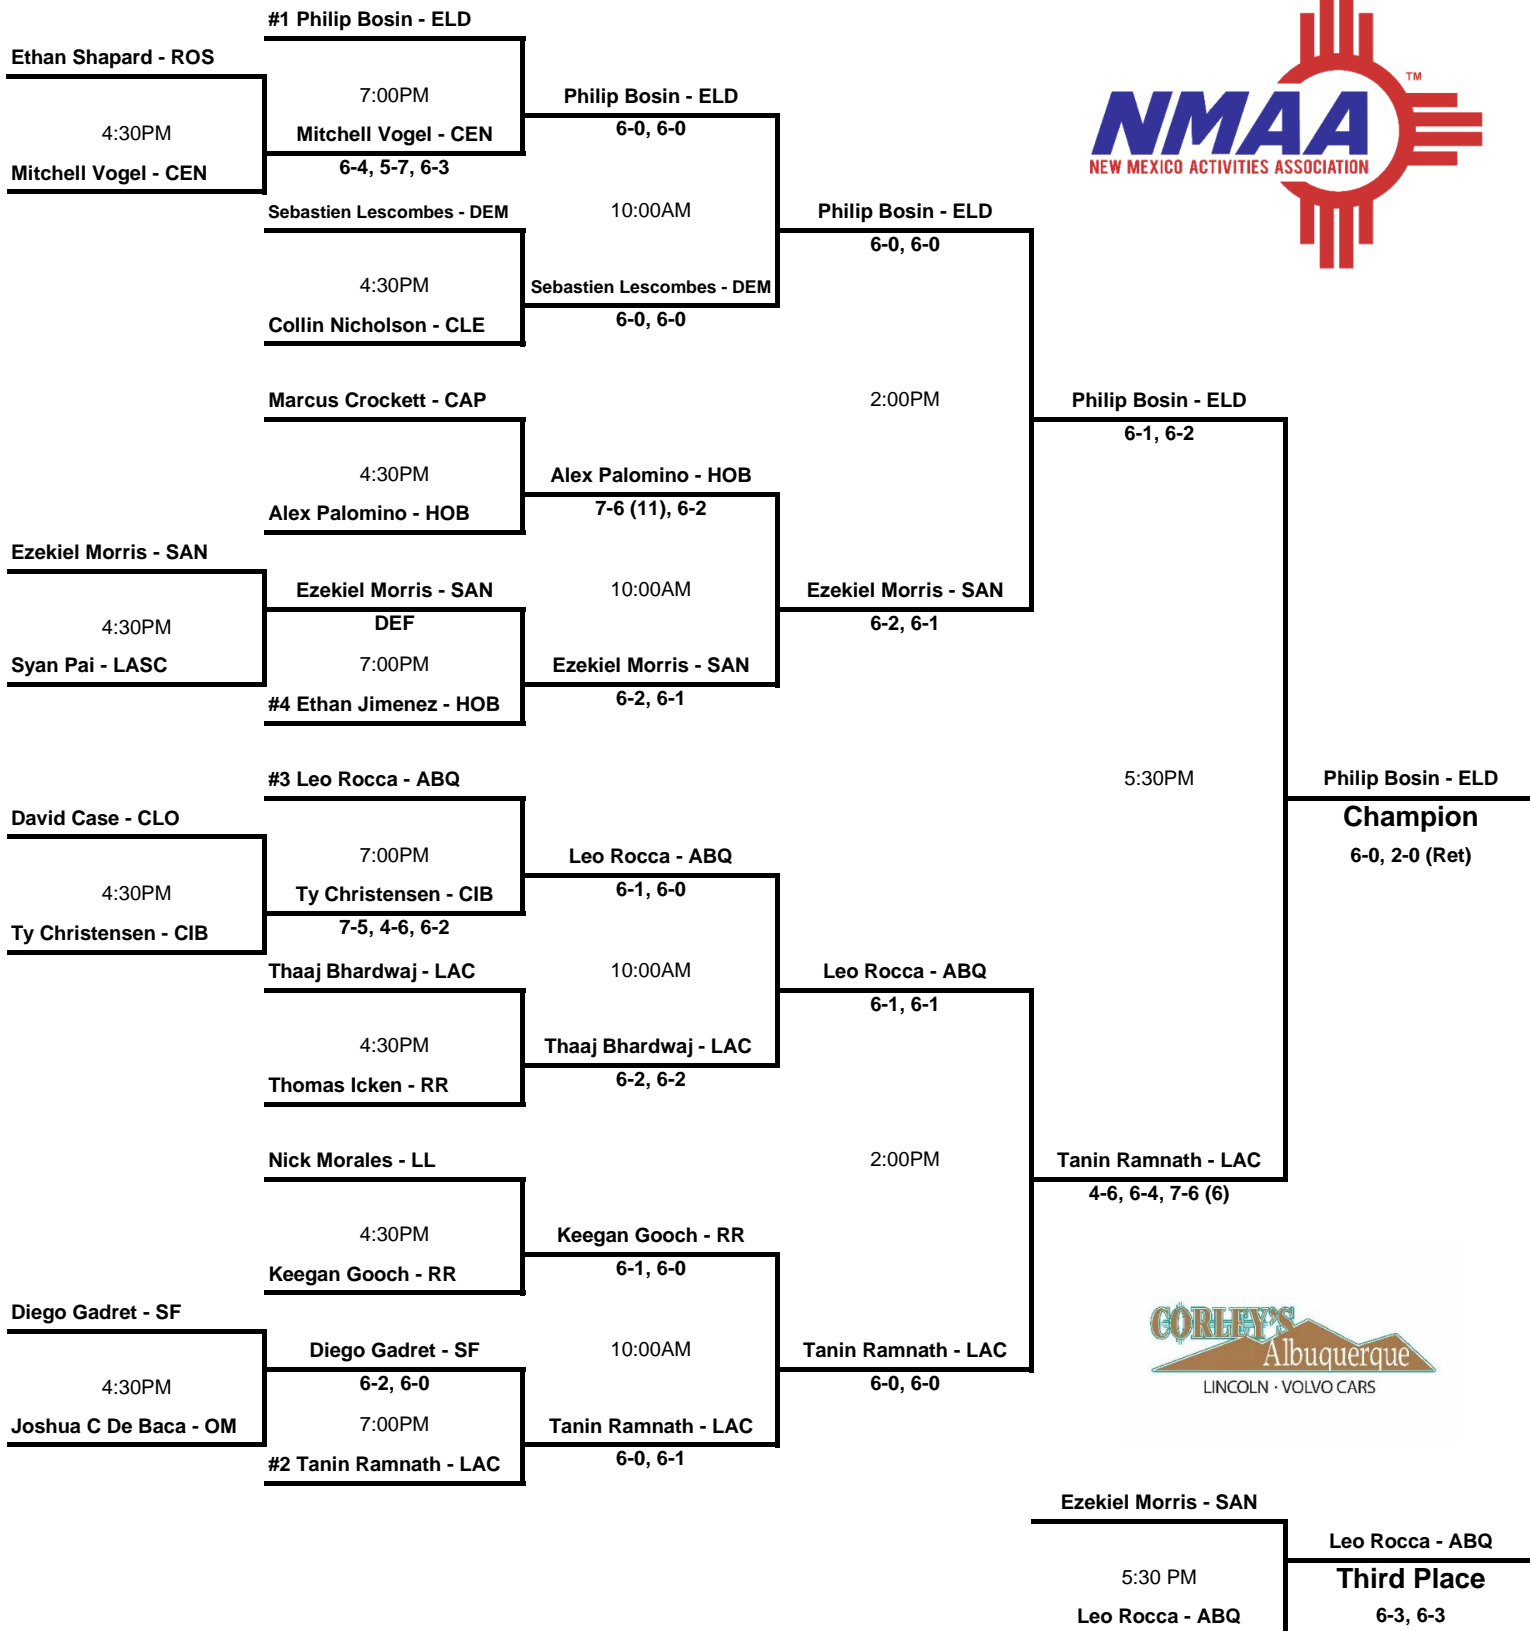 #1 Philip Bosin - ELD
Ethan Shapard - ROS
7:00PM
Philip Bosin - ELD
4:30PM
Mitchell Vogel - CEN
6-0, 6-0
Mitchell Vogel - CEN
6-4, 5-7, 6-3
Sebastien Lescombes - DEM
10:00AM
Philip Bosin - ELD
6-0, 6-0
4:30PM
Sebastien Lescombes - DEM
Collin Nicholson - CLE
6-0, 6-0
Marcus Crockett - CAP
2:00PM
Philip Bosin - ELD
6-1, 6-2
4:30PM
Alex Palomino - HOB
Alex Palomino - HOB
7-6 (11), 6-2
Ezekiel Morris - SAN
Ezekiel Morris - SAN
10:00AM
Ezekiel Morris - SAN
4:30PM
DEF
6-2, 6-1
Syan Pai - LASC
7:00PM
Ezekiel Morris - SAN
#4 Ethan Jimenez - HOB
6-2, 6-1
#3 Leo Rocca - ABQ
5:30PM
Philip Bosin - ELD
David Case - CLO
Champion
7:00PM
Leo Rocca - ABQ
6-0, 2-0 (Ret)
4:30PM
Ty Christensen - CIB
6-1, 6-0
Ty Christensen - CIB
7-5, 4-6, 6-2
Thaaj Bhardwaj - LAC
10:00AM
Leo Rocca - ABQ
6-1, 6-1
4:30PM
Thaaj Bhardwaj - LAC
Thomas Icken - RR
6-2, 6-2
Nick Morales - LL
2:00PM
Tanin Ramnath - LAC
4-6, 6-4, 7-6 (6)
4:30PM
Keegan Gooch - RR
Keegan Gooch - RR
6-1, 6-0
Diego Gadret - SF
Diego Gadret - SF
10:00AM
Tanin Ramnath - LAC
4:30PM
6-2, 6-0
6-0, 6-0
Joshua C De Baca - OM
7:00PM
Tanin Ramnath - LAC
#2 Tanin Ramnath - LAC
6-0, 6-1
Ezekiel Morris - SAN
Leo Rocca - ABQ
5:30 PM
Third Place
Leo Rocca - ABQ
6-3, 6-3
NMAA
TM
NEW MEXICO ACTIVITIES ASSOCIATION
CORLEY'S
Albuquerque
LINCOLN · VOLVO CARS